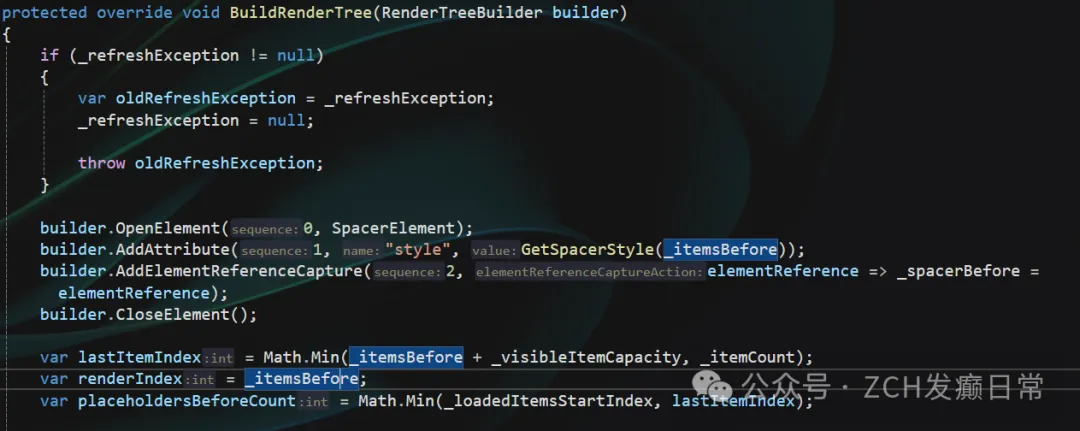 protected override void BuildRenderTree(RenderTreeBuilder builder)
{
if (_refreshException != null)
{
var oldRefreshException = _refreshException;
_refreshException = null;
throw oldRefreshException;
}
builder.OpenElement(sequence: 0, SpacerElement);
builder.AddAttribute(sequence: 1, name: "style", value: GetSpacerStyle(_itemsBefore));
builder.AddElementReferenceCapture(sequence: 2, elementReferenceCaptureAction: elementReference => _spacerBefore =
elementReference);
builder.CloseElement();
var lastItemIndex :int = Math.Min(_itemsBefore + _visibleItemCapacity, _itemCount);
var renderIndex :int = _itemsBefore;
var placeholdersBeforeCount :int = Math.Min(_loadedItemsStartIndex, lastItemIndex);
公众号 · ZCH发癫日常